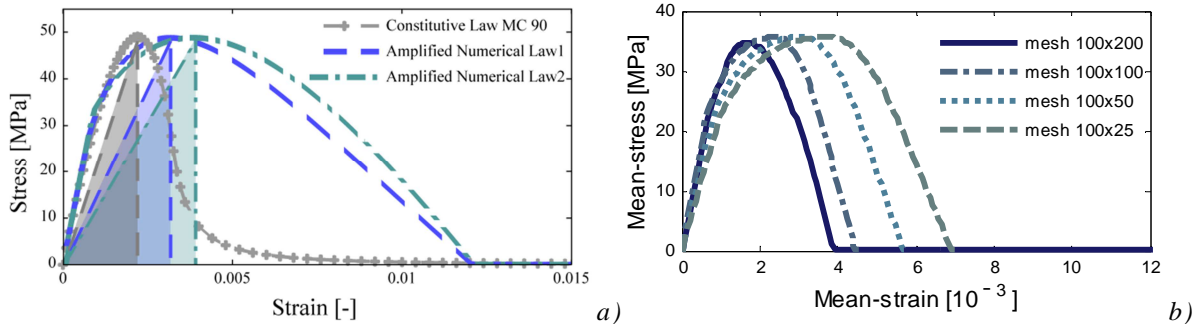 50
40
30
20
10
0
Stress [MPa]
Constitutive Law MC 90
Amplified Numerical Law1
Amplified Numerical Law2
0 0.005 0.01 0.015
Strain [-]
a)
40
30
20
10
0
Mean-stress [MPa]
mesh 100x200
mesh 100x100
mesh 100x50
mesh 100x25
0 2 4 6 8 10 12
Mean-strain [10⁻³]
b)